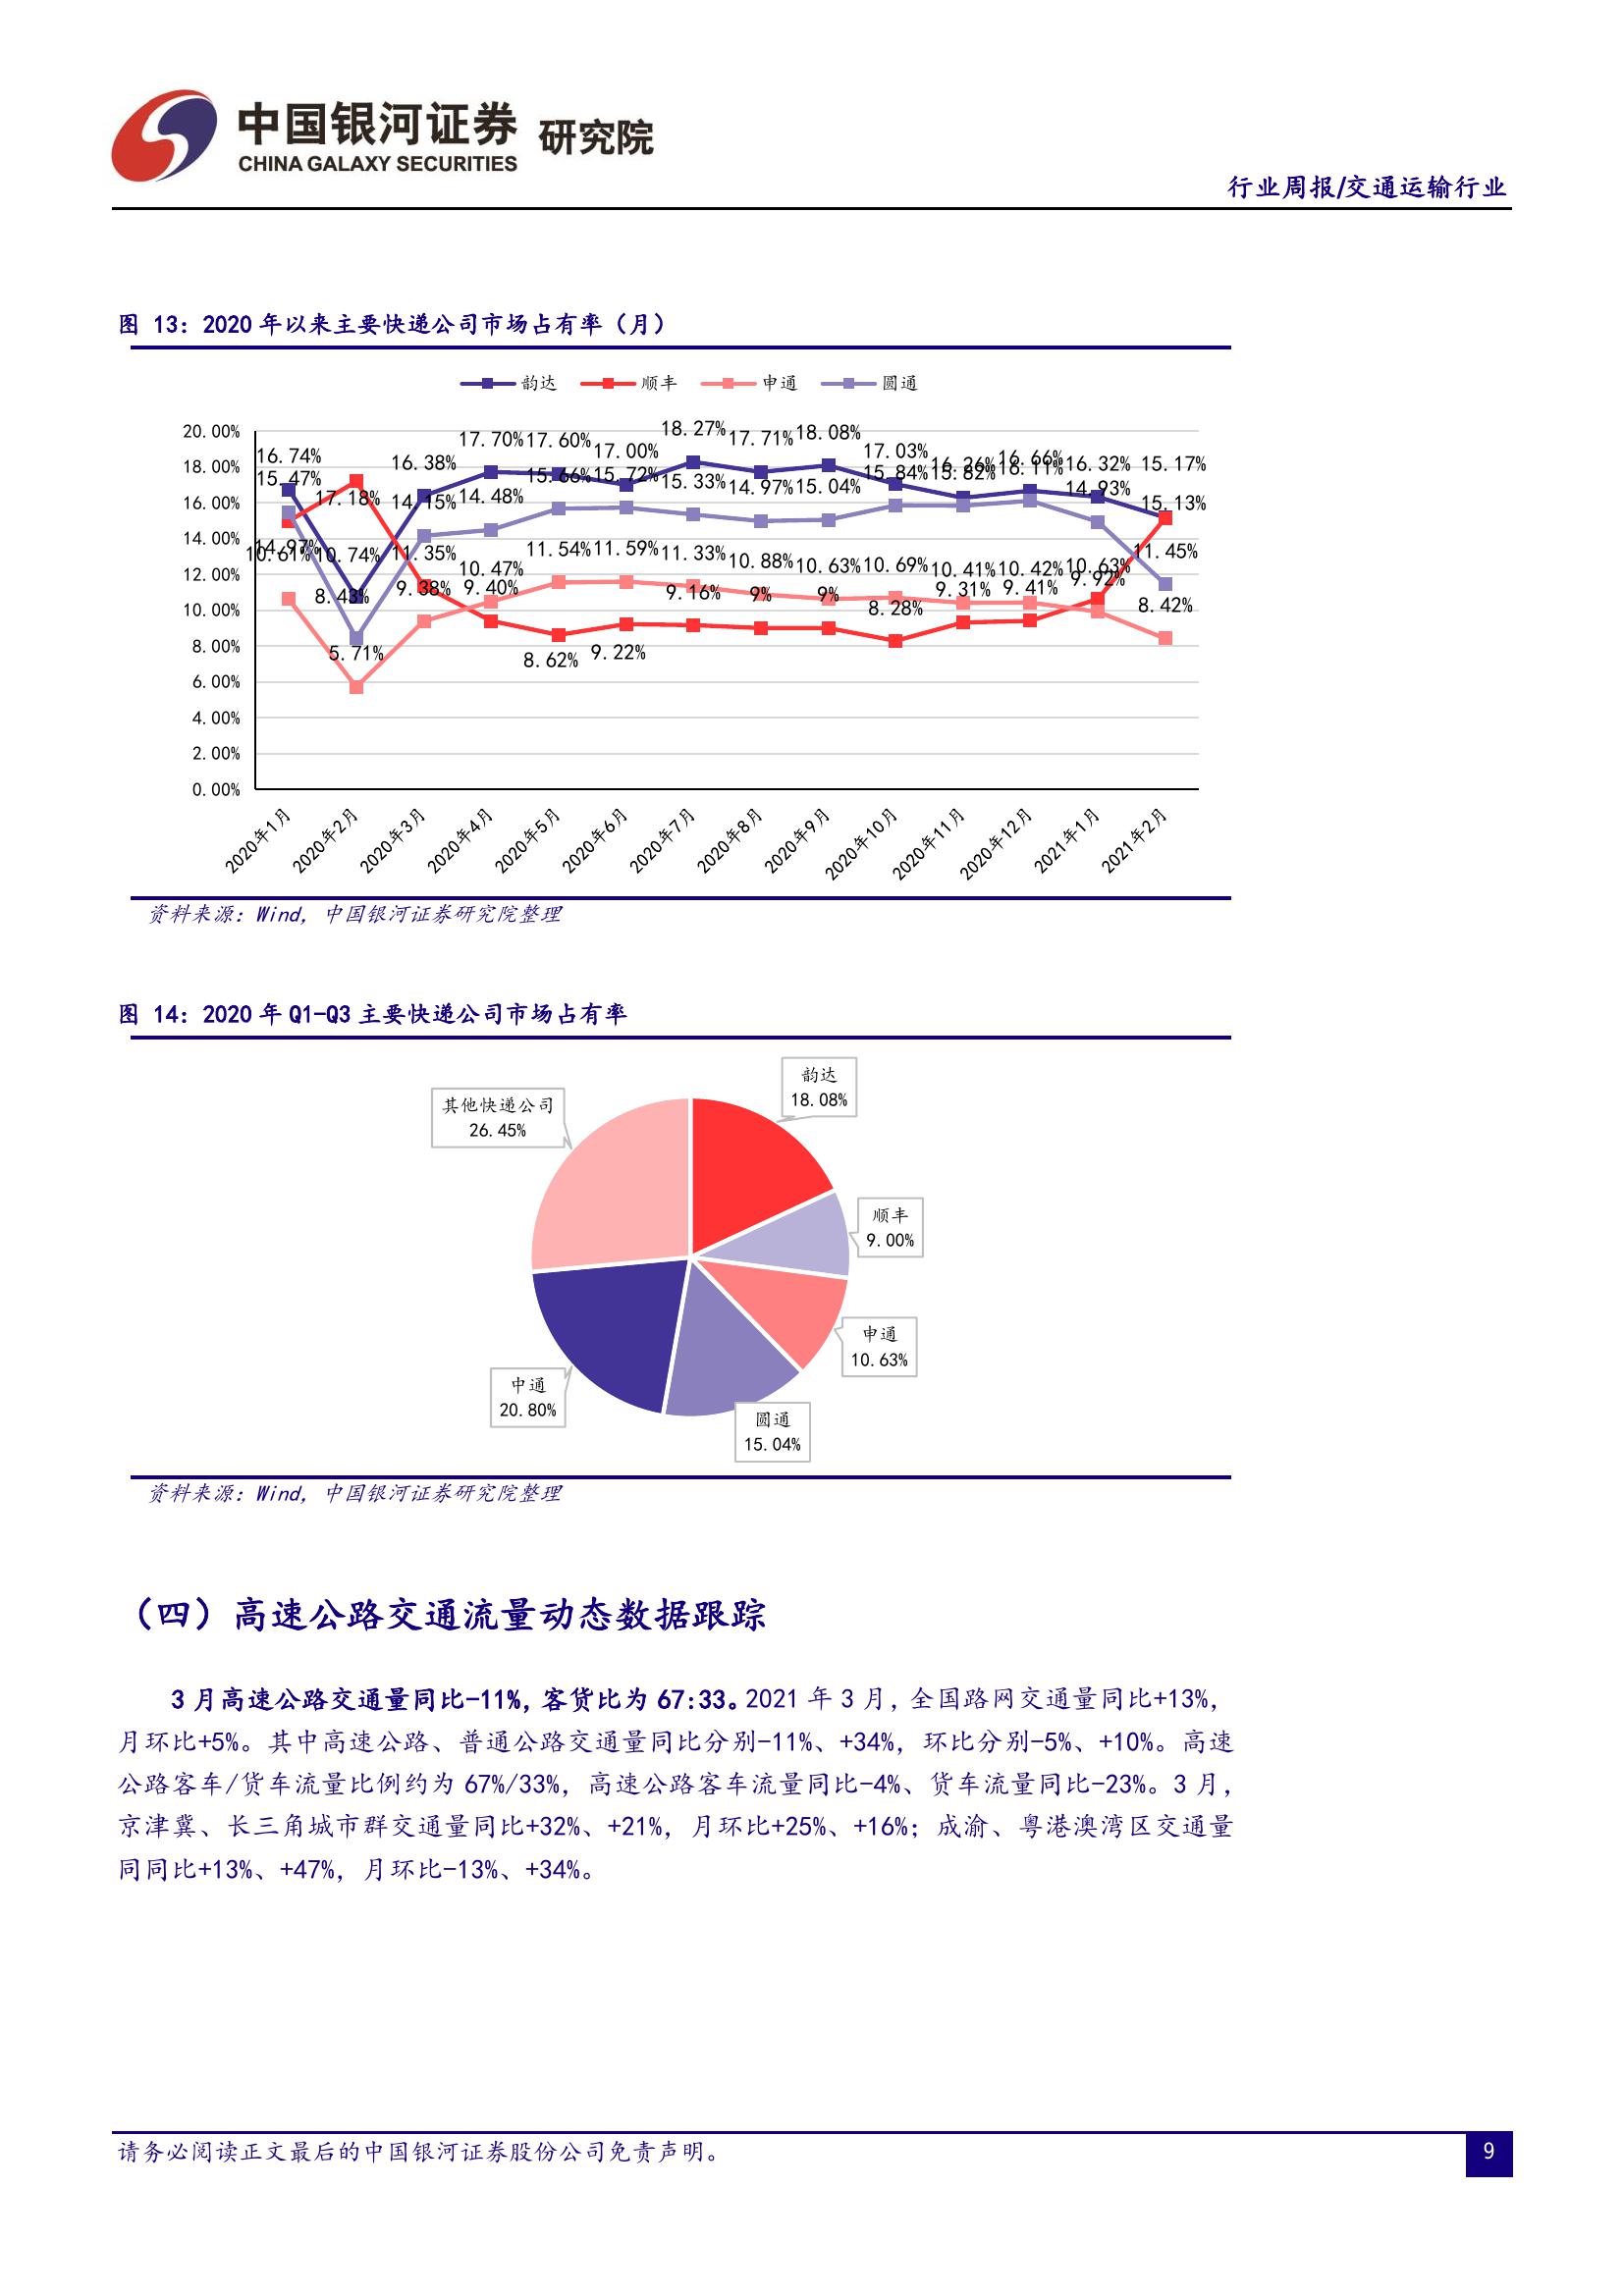 中国银河证券 研究院
CHINA GALAXY SECURITIES
行业周报/交通运输行业
图 13：2020 年以来主要快递公司市场占有率（月）
韵达 顺丰 申通 圆通
20.00%
18.00%
16.00%
14.00%
12.00%
10.00%
8.00%
6.00%
4.00%
2.00%
0.00%
16.74% 10.74% 16.38% 17.70% 17.60% 17.00% 18.27% 17.71% 18.08% 17.03% 16.26% 16.66% 16.32% 15.17%
15.47% 8.43% 14.15% 14.48% 15.66% 15.72% 15.33% 14.97% 15.04% 15.84% 15.82% 16.11% 14.93% 11.45%
14.97% 17.18% 11.35% 9.40% 8.62% 9.22% 9.16% 9% 9% 8.28% 9.31% 9.41% 10.63% 15.13%
10.61% 5.71% 9.38% 10.47% 11.54% 11.59% 11.33% 10.88% 10.63% 10.69% 10.41% 10.42% 9.92% 8.42%
2020年1月 2020年2月 2020年3月 2020年4月 2020年5月 2020年6月 2020年7月 2020年8月 2020年9月 2020年10月 2020年11月 2020年12月 2021年1月 2021年2月
资料来源：Wind，中国银河证券研究院整理
图 14：2020 年 Q1-Q3 主要快递公司市场占有率
韵达
18.08%
其他快递公司
26.45%
顺丰
9.00%
申通
10.63%
中通
20.80%
圆通
15.04%
资料来源：Wind，中国银河证券研究院整理
（四）高速公路交通流量动态数据跟踪
3 月高速公路交通量同比-11%，客货比为 67:33。2021 年 3 月，全国路网交通量同比+13%，
月环比+5%。其中高速公路、普通公路交通量同比分别-11%、+34%，环比分别-5%、+10%。高速
公路客车/货车流量比例约为 67%/33%，高速公路客车流量同比-4%、货车流量同比-23%。3 月，
京津冀、长三角城市群交通量同比+32%、+21%，月环比+25%、+16%；成渝、粤港澳湾区交通量
同同比+13%、+47%，月环比-13%、+34%。
请务必阅读正文最后的中国银河证券股份公司免责声明。
9